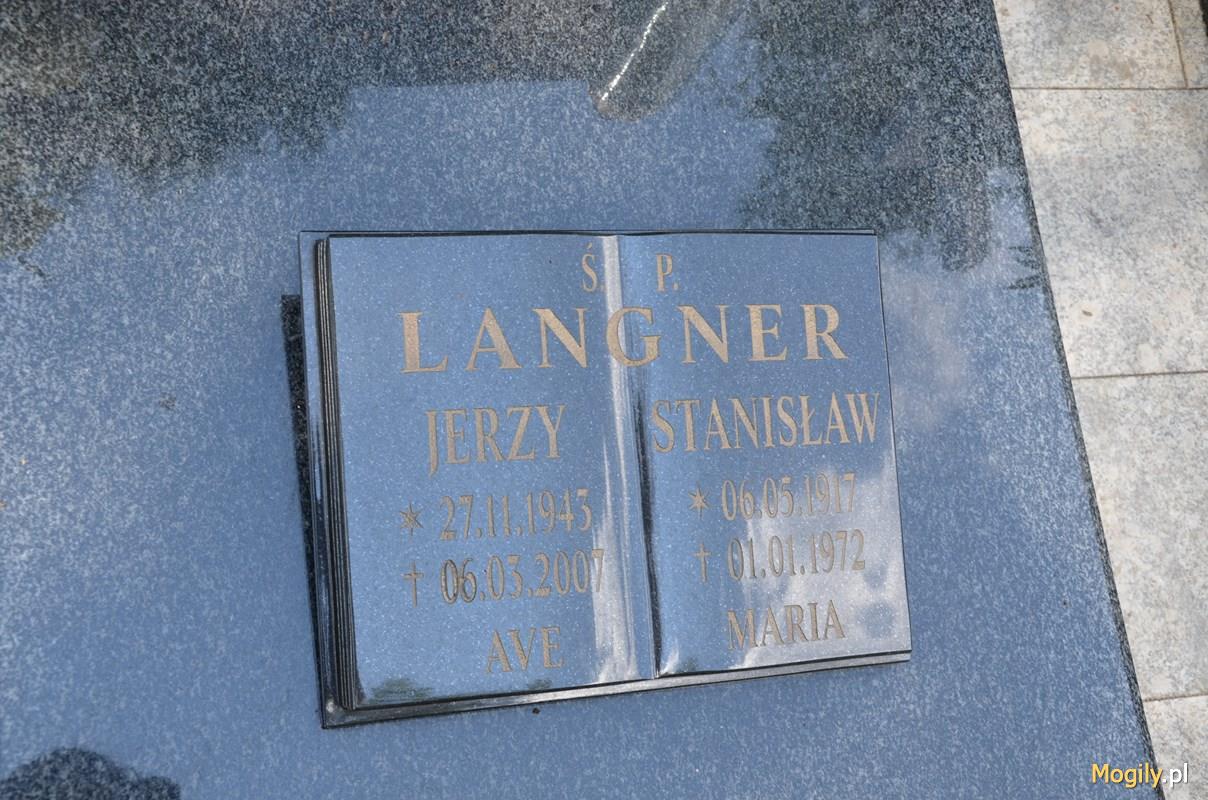 Ś. P.
LANGNER
JERZY STANISŁAW
* 27.11.1943 * 06.05.1917
† 06.03.2007 † 01.01.1972
AVE MARIA
Mogily.pl